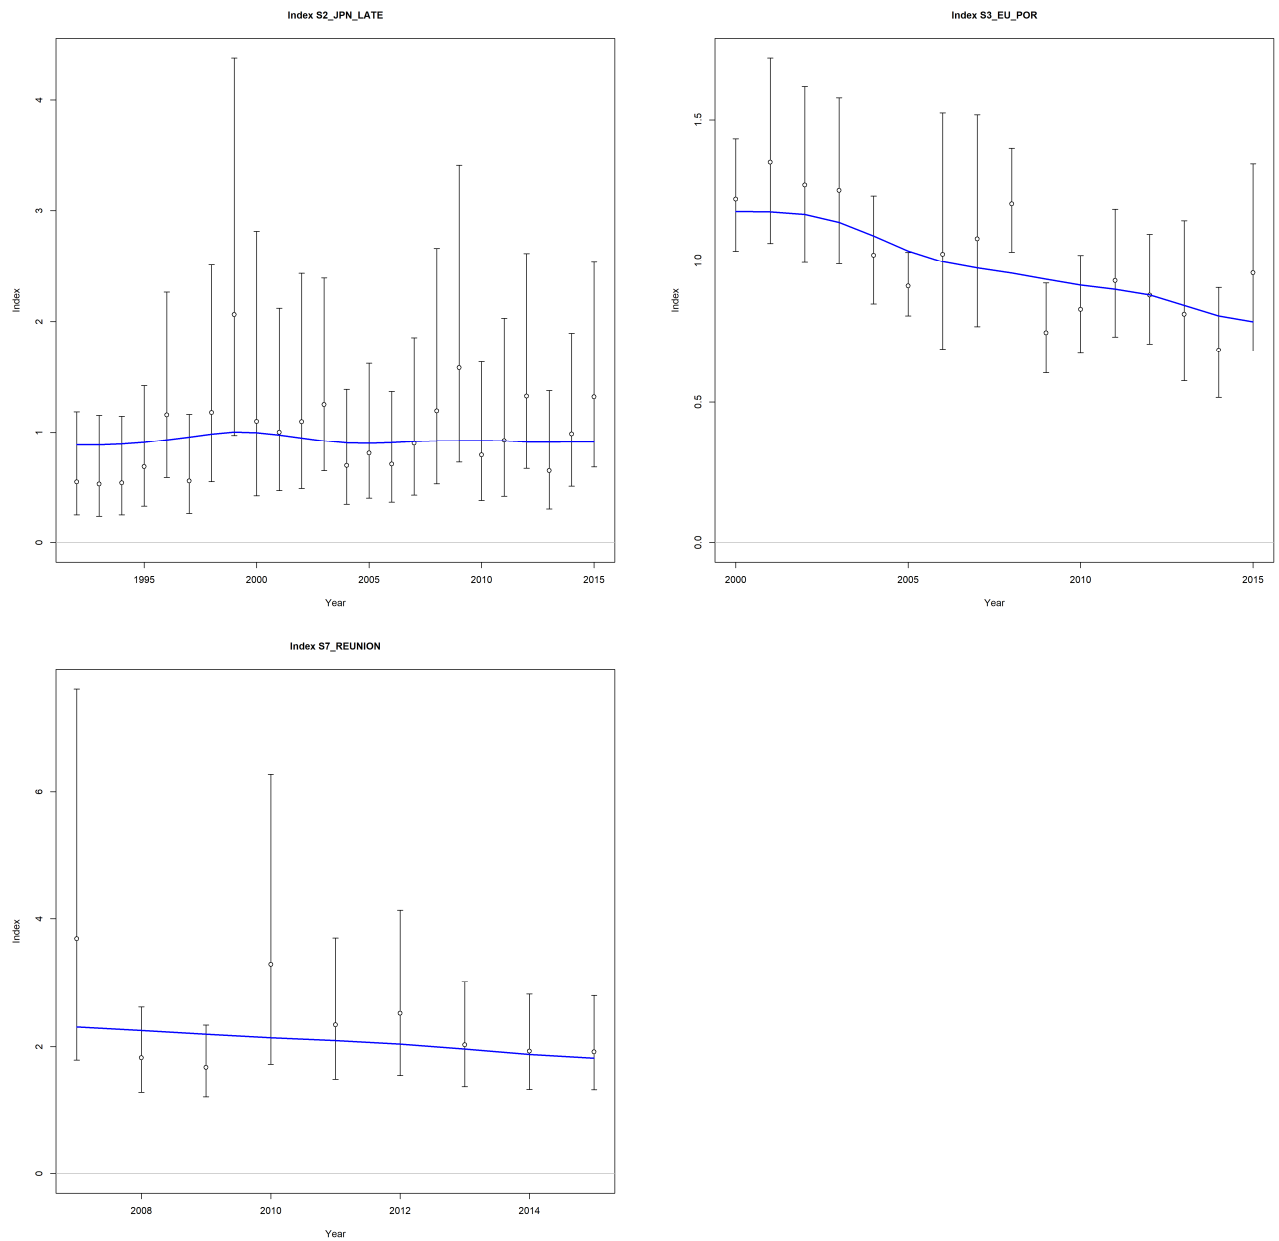 Index S2_JPN_LATE
Index
4
3
2
1
0
1995 2000 2005 2010 2015
Year
Index S3_EU_POR
Index
1.5
1.0
0.5
0.0
2000 2005 2010 2015
Year
Index S7_REUNION
Index
6
4
2
0
2008 2010 2012 2014
Year